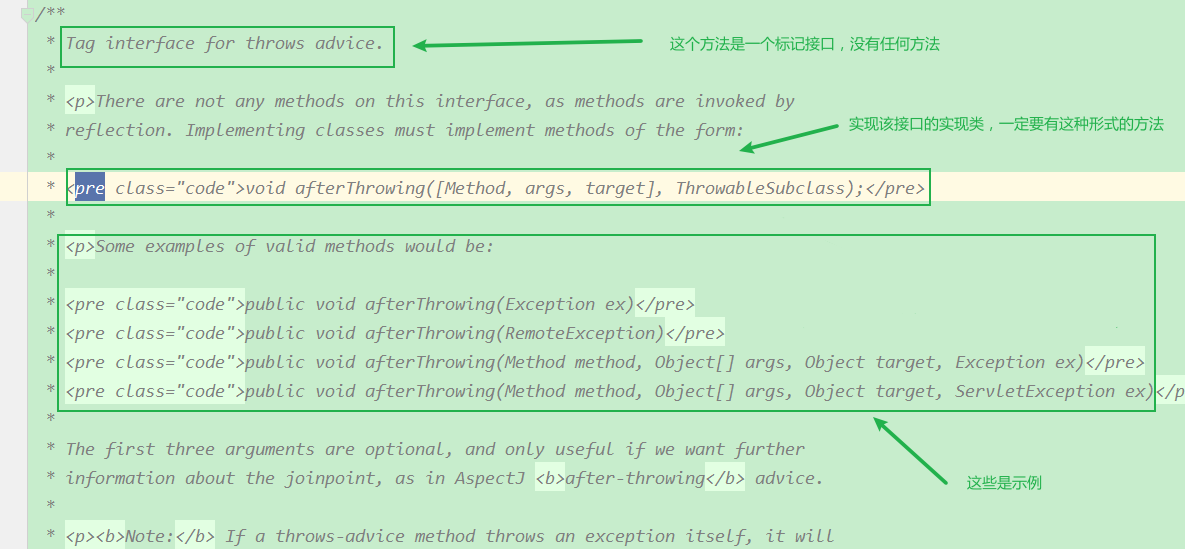 /**
* Tag interface for throws advice.
这个方法是一个标记接口，没有任何方法
*
* <p>There are not any methods on this interface, as methods are invoked by
* reflection. Implementing classes must implement methods of the form:
实现该接口的实现类，一定要有这种形式的方法
*
* <pre class="code">void afterThrowing([Method, args, target], ThrowableSubclass);</pre>
*
* <p>Some examples of valid methods would be:
*
* <pre class="code">public void afterThrowing(Exception ex)</pre>
* <pre class="code">public void afterThrowing(RemoteException)</pre>
* <pre class="code">public void afterThrowing(Method method, Object[] args, Object target, Exception ex)</pre>
* <pre class="code">public void afterThrowing(Method method, Object[] args, Object target, ServletException ex)</p
*
* The first three arguments are optional, and only useful if we want further
* information about the joinpoint, as in AspectJ <b>after-throwing</b> advice.
这些是示例
*
* <p><b>Note:</b> If a throws-advice method throws an exception itself, it will